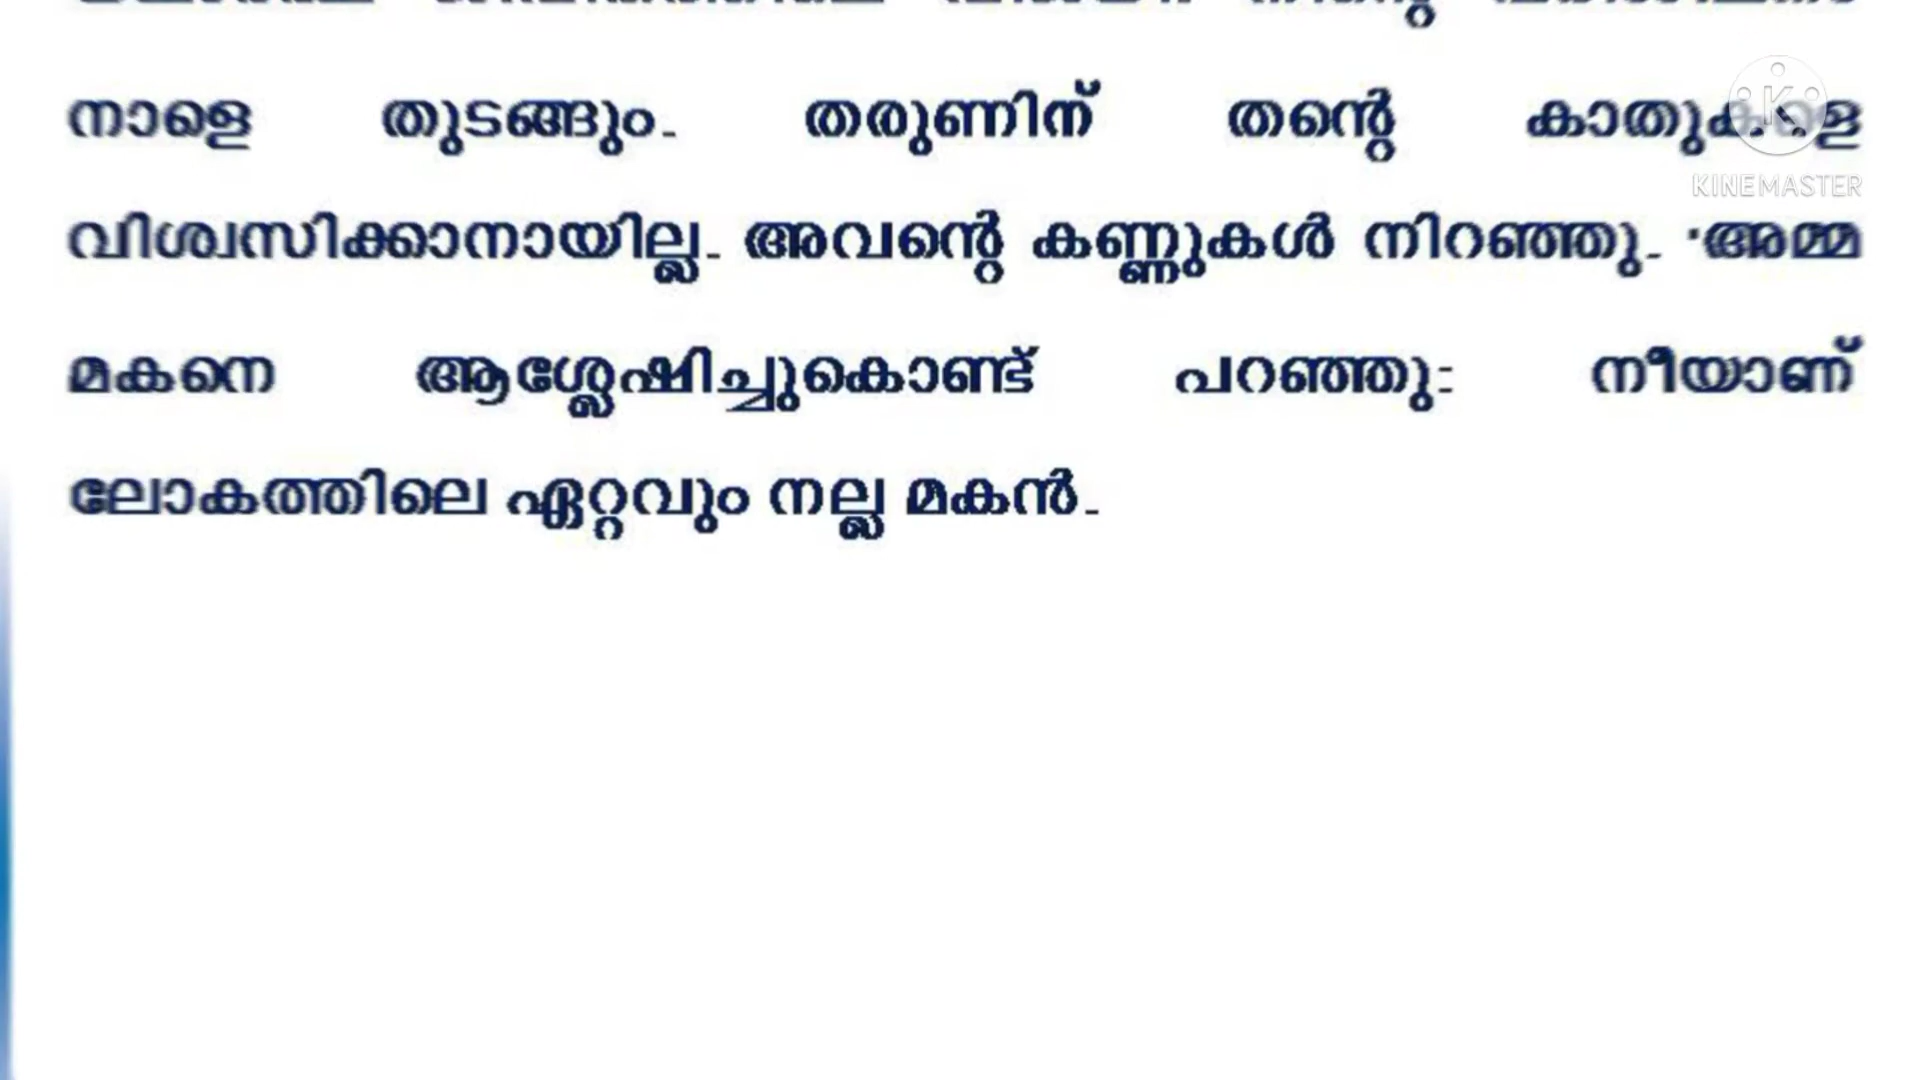 നാളെ തുടങ്ങും. തരുണിന് തന്റെ കാതുകളെ
KINEMASTER
വിശ്വസിക്കാനായില്ല. അവന്റെ കണ്ണുകൾ നിറഞ്ഞു. 'അമ്മ
മകനെ ആശ്ലേഷിച്ചുകൊണ്ട് പറഞ്ഞു: നീയാണ്
ലോകത്തിലെ ഏറ്റവും നല്ല മകൻ.